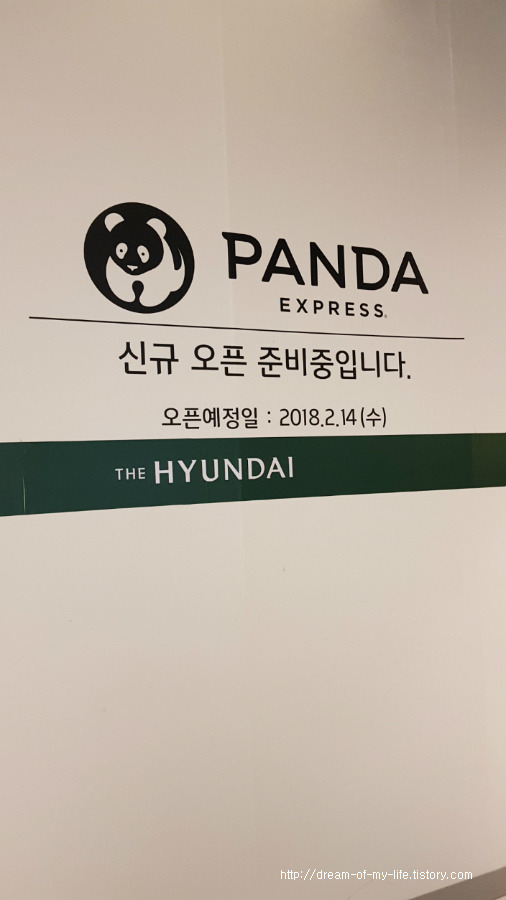 PANDA
EXPRESS
신규 오픈 준비중입니다.
오픈예정일 : 2018.2.14(수)
THE HYUNDAI
http://dream-of-my-life.tistory.com